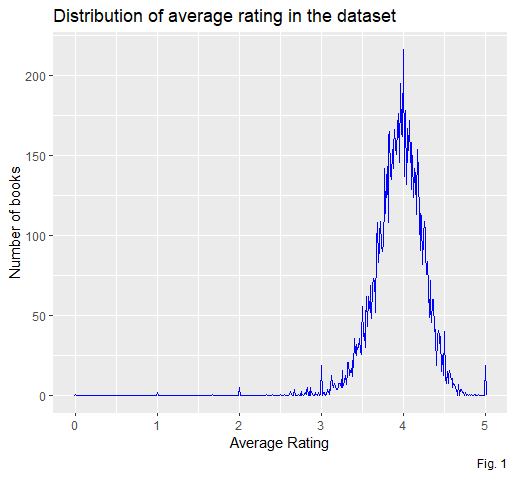 Distribution of average rating in the dataset
Number of books
200
150
100
50
0
0 1 2 3 4 5
Average Rating
Fig. 1